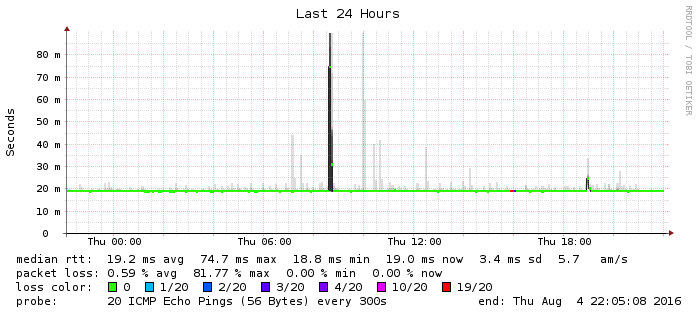 Last 24 Hours
RRDTOOL / TOBI OETIKER
Seconds
80 m
70 m
60 m
50 m
40 m
30 m
20 m
10 m
0
Thu 00:00 Thu 06:00 Thu 12:00 Thu 18:00
median rtt: 19.2 ms avg 74.7 ms max 18.8 ms min 19.0 ms now 3.4 ms sd 5.7 am/s
packet loss: 0.59 % avg 81.77 % max 0.00 % min 0.00 % now
loss color: 0 1/20 2/20 3/20 4/20 10/20 19/20
probe: 20 ICMP Echo Pings (56 Bytes) every 300s end: Thu Aug 4 22:05:08 2016